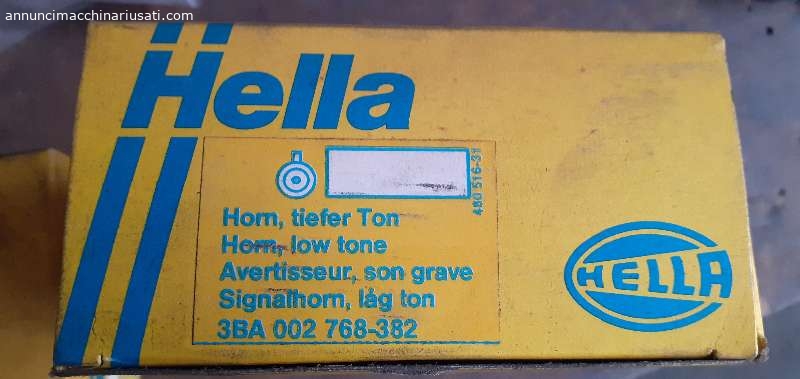 annuncimacchinariusati.com
Hella
460 516-31
Horn, tiefer Ton
Horn, low tone
Avertisseur, son grave
Signalhorn, låg ton
3BA 002 768-382
HELLA